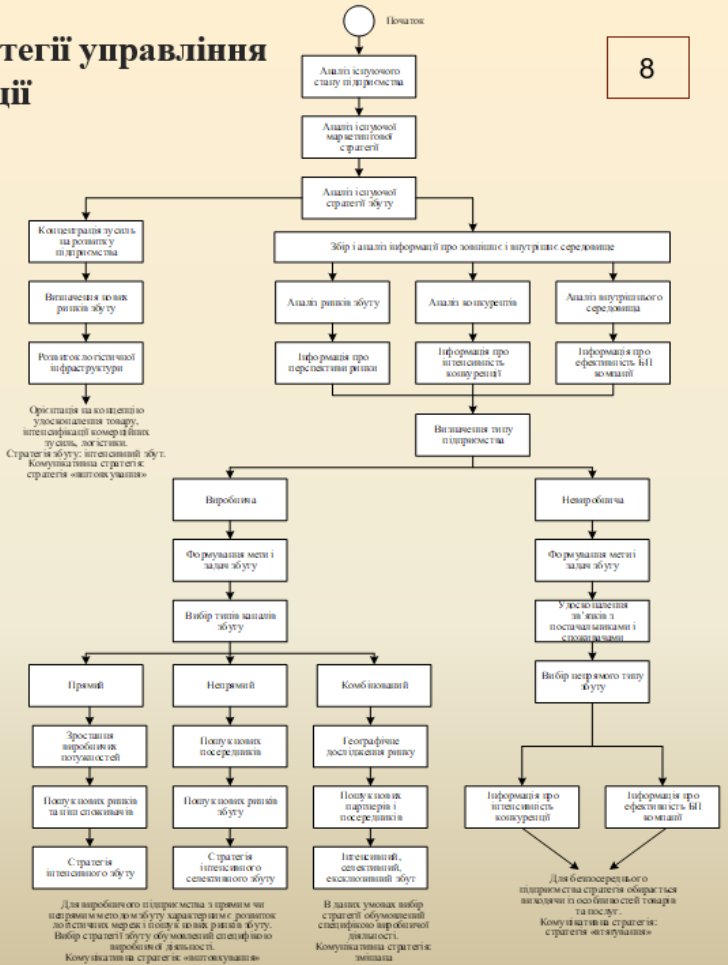 Початок
тегії управління
ції
8
Аналіз існуючого
стану підприємства
Аналіз існуючої
маркетингової
стратегії
Аналіз існуючої
стратегії збуту
Концентрація зусиль
на розвитку
підприємства
Збір і аналіз інформації про зовнішнє і внутрішнє середовище
Визначення нових
ринків збуту
Аналіз ринків збуту
Аналіз конкурентів
Аналіз внутрішнього
середовища
Розвиток логістичної
інфраструктури
Інформація про
перспективи ринки
Інформація про
інтенсивність
конкуренції
Інформація про
ефективність БП
компанії
Орієнтація на концепцію
удосконалення товару,
інтенсифікації комерційних
зусиль, логістики.
Стратегія збуту: інтенсивний збут.
Комунікативна стратегія:
стратегія «виштовхування»
Визначення типу
підприємства
Виробнича
Невиробнича
Формування мети і
задач збуту
Формування мети і
задач збуту
Вибір типів каналів
збуту
Удосконалення
зв'язків з
постачальниками і
споживачами
Прямий
Непрямий
Комбінований
Вибір непрямого типу
збуту
Зростання
виробничих
потужностей
Пошук нових
посередників
Географічне
дослідження ринку
Пошук нових ринків
та ніш споживачів
Пошук нових ринків
збуту
Пошук нових
партнерів і
посередників
Інформація про
інтенсивність
конкуренції
Інформація про
ефективність БП
компанії
Стратегія
інтенсивного збуту
Стратегія
інтенсивного
селективного збуту
Інтенсивний,
селективний,
ексклюзивний збут
Для виробничого підприємства з прямим чи
непрямим методом збуту характерним є розвиток
логістичних мереж і пошук нових ринків збуту.
Вибір стратегії збуту обумовлений специфікою
виробничої діяльності.
Комунікативна стратегія: «виштовхування»
В даних умовах вибір
стратегії обумовлений
специфікою виробничої
діяльності.
Комунікативна стратегія:
змішана
Для безпосереднього
підприємства стратегія обирається
виходячи із особливостей товарів
та послуг.
Комунікативна стратегія:
стратегія «втягування»